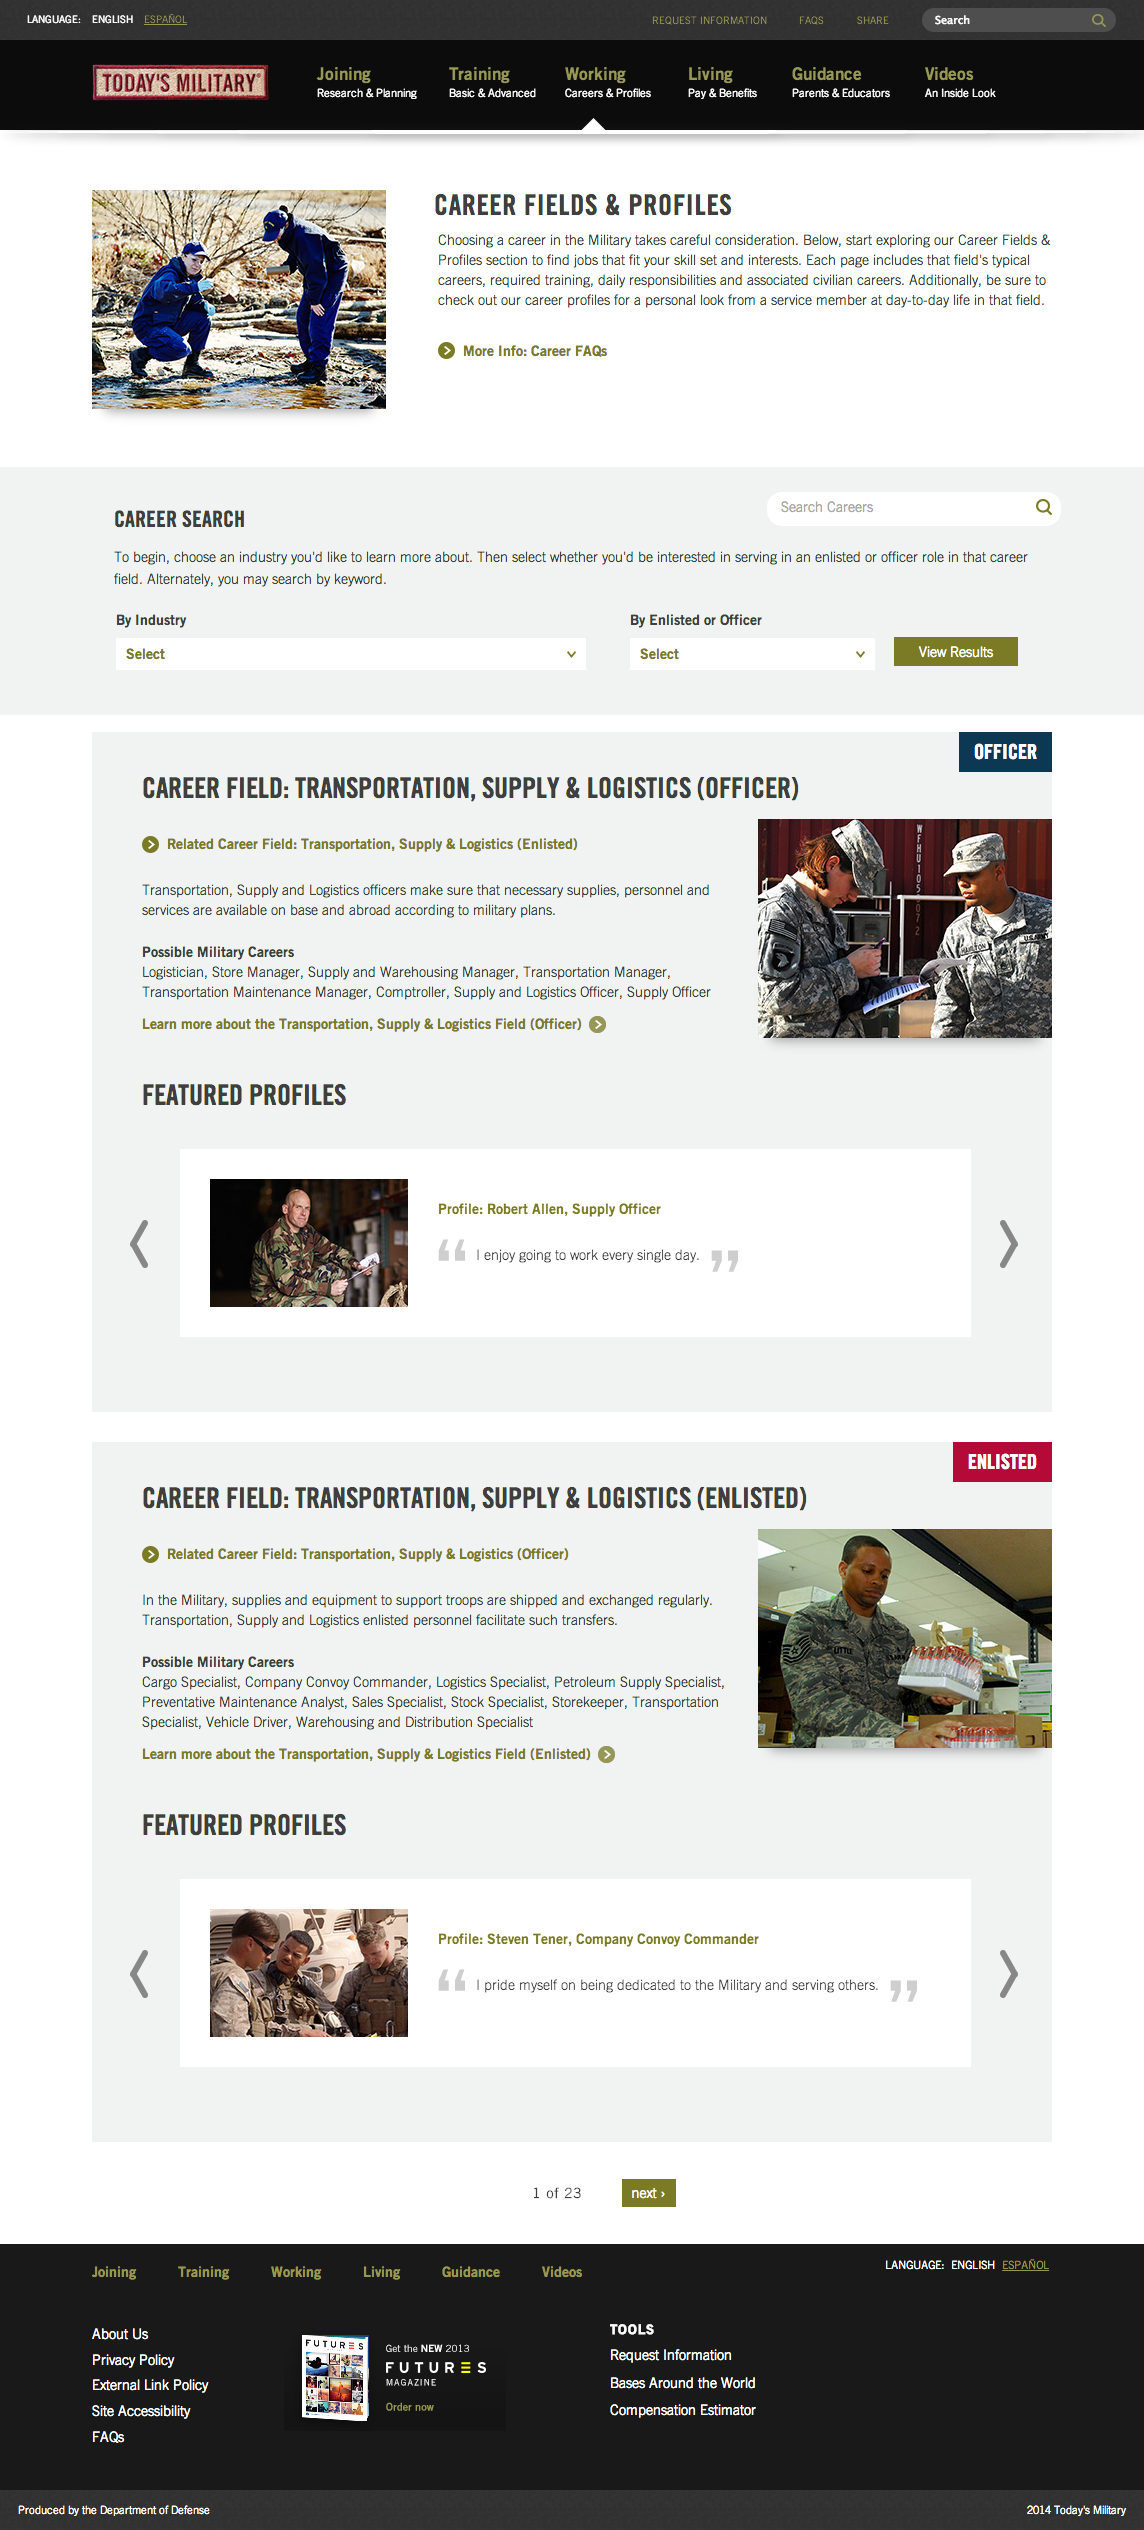 LANGUAGE: ENGLISH ESPAÑOL
REQUEST INFORMATION FAQS SHARE Search
TODAY'S MILITARY
Joining Training Working Living Guidance Videos
Research & Planning Basic & Advanced Careers & Profiles Pay & Benefits Parents & Educators An Inside Look
CAREER FIELDS & PROFILES
Choosing a career in the Military takes careful consideration. Below, start exploring our Career Fields &
Profiles section to find jobs that fit your skill set and interests. Each page includes that field's typical
careers, required training, daily responsibilities and associated civilian careers. Additionally, be sure to
check out our career profiles for a personal look from a service member at day-to-day life in that field.
More Info: Career FAQs
Search Careers
CAREER SEARCH
To begin, choose an industry you'd like to learn more about. Then select whether you'd be interested in serving in an enlisted or officer role in that career
field. Alternately, you may search by keyword.
By Industry By Enlisted or Officer
Select Select View Results
OFFICER
CAREER FIELD: TRANSPORTATION, SUPPLY & LOGISTICS (OFFICER)
Related Career Field: Transportation, Supply & Logistics (Enlisted)
Transportation, Supply and Logistics officers make sure that necessary supplies, personnel and
services are available on base and abroad according to military plans.
Possible Military Careers
Logistician, Store Manager, Supply and Warehousing Manager, Transportation Manager,
Transportation Maintenance Manager, Comptroller, Supply and Logistics Officer, Supply Officer
Learn more about the Transportation, Supply & Logistics Field (Officer)
FEATURED PROFILES
Profile: Robert Allen, Supply Officer
“ I enjoy going to work every single day. ”
ENLISTED
CAREER FIELD: TRANSPORTATION, SUPPLY & LOGISTICS (ENLISTED)
Related Career Field: Transportation, Supply & Logistics (Officer)
In the Military, supplies and equipment to support troops are shipped and exchanged regularly.
Transportation, Supply and Logistics enlisted personnel facilitate such transfers.
Possible Military Careers
Cargo Specialist, Company Convoy Commander, Logistics Specialist, Petroleum Supply Specialist,
Preventative Maintenance Analyst, Sales Specialist, Stock Specialist, Storekeeper, Transportation
Specialist, Vehicle Driver, Warehousing and Distribution Specialist
Learn more about the Transportation, Supply & Logistics Field (Enlisted)
LITTLE
FEATURED PROFILES
Profile: Steven Tener, Company Convoy Commander
“ I pride myself on being dedicated to the Military and serving others. ”
1 of 23 next ›
Joining Training Working Living Guidance Videos
LANGUAGE: ENGLISH ESPAÑOL
About Us
Privacy Policy
External Link Policy
Site Accessibility
FAQs
FUTURES
Get the NEW 2013
FUTURES
MAGAZINE
Order now
TOOLS
Request Information
Bases Around the World
Compensation Estimator
Produced by the Department of Defense
2014 Today's Military